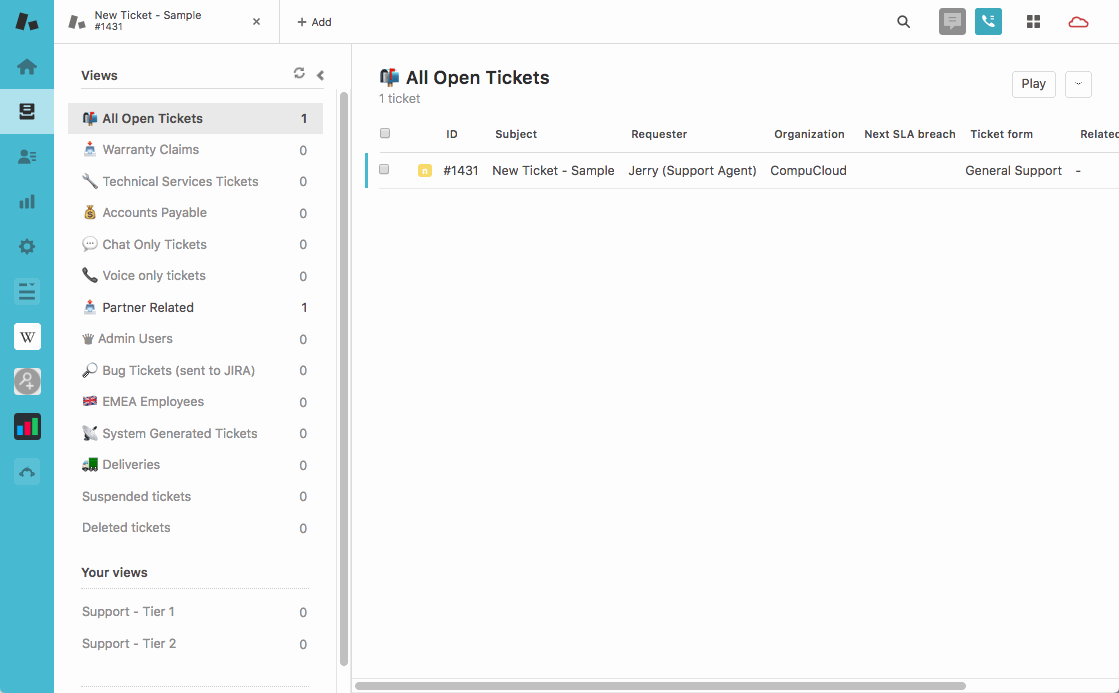 New Ticket - Sample
#1431
+ Add
Views
All Open Tickets 1
Warranty Claims 0
Technical Services Tickets 0
Accounts Payable 0
Chat Only Tickets 0
Voice only tickets 0
Partner Related 1
Admin Users 0
Bug Tickets (sent to JIRA) 0
EMEA Employees 0
System Generated Tickets 0
Deliveries 0
Suspended tickets 0
Deleted tickets 0
Your views
Support - Tier 1 0
Support - Tier 2 0
W
All Open Tickets
1 ticket
Play
ID Subject Requester Organization Next SLA breach Ticket form Related
n #1431 New Ticket - Sample Jerry (Support Agent) CompuCloud General Support -